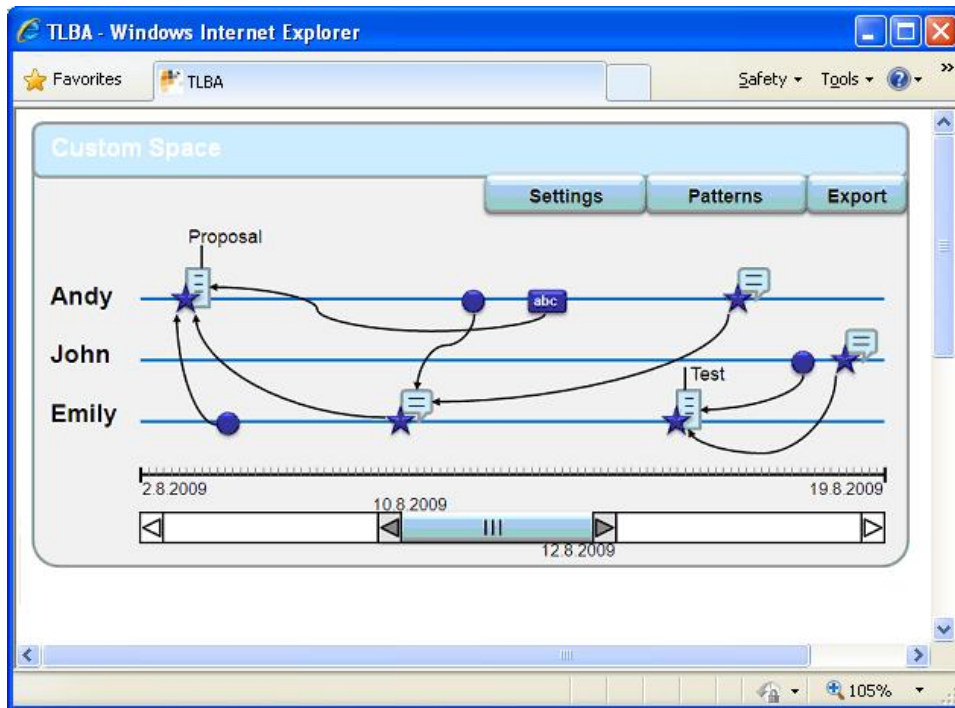 TLBA - Windows Internet Explorer
Favorites TLBA Safety Tools »
Custom Space
Settings Patterns Export
Proposal
Andy abc
John
Test
Emily
2.8.2009 19.8.2009
10.8.2009
12.8.2009
105%